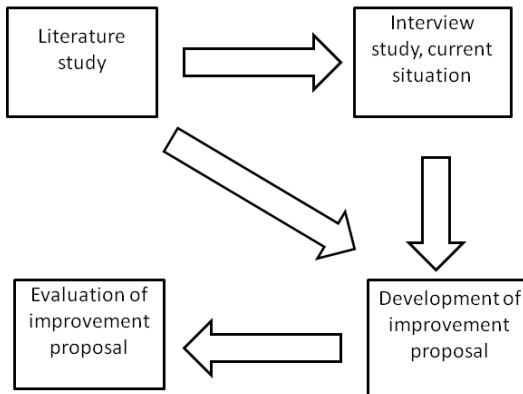 Literature
study
Interview
study, current
situation
Evaluation of
improvement
proposal
Development of
improvement
proposal